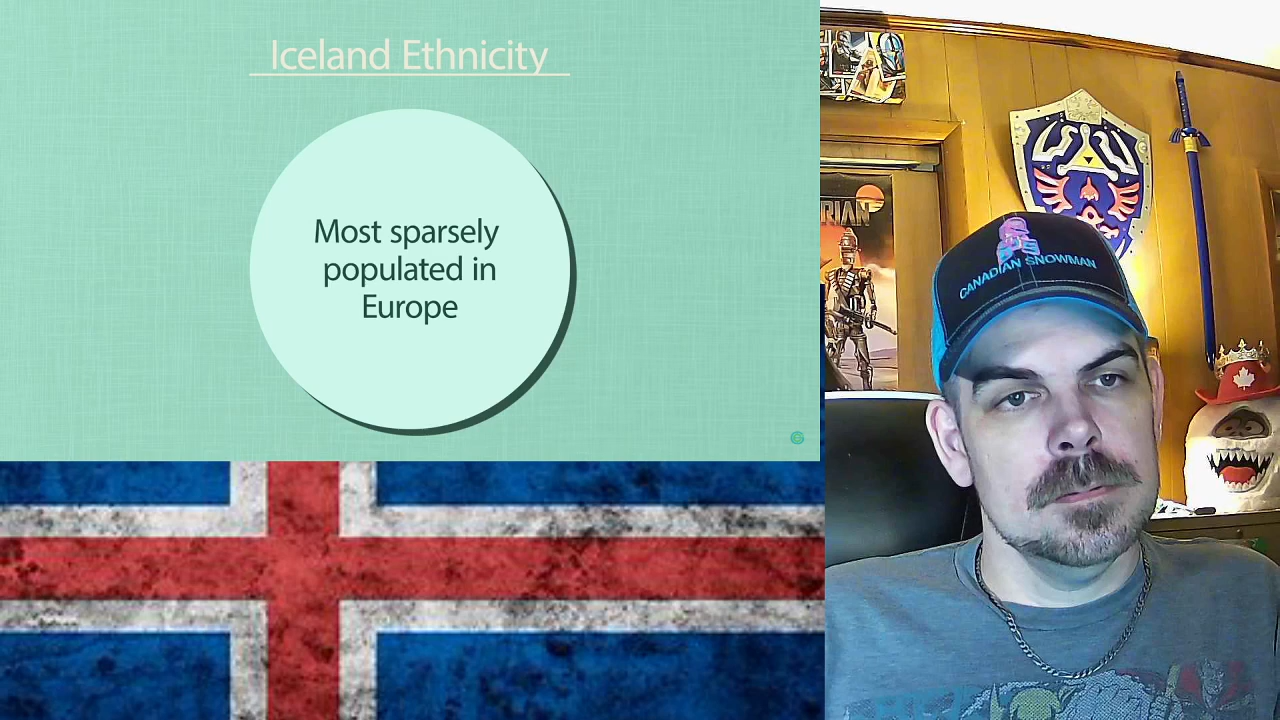 Iceland Ethnicity
Most sparsely
populated in
Europe
RIAN
CANADIAN SNOWMAN